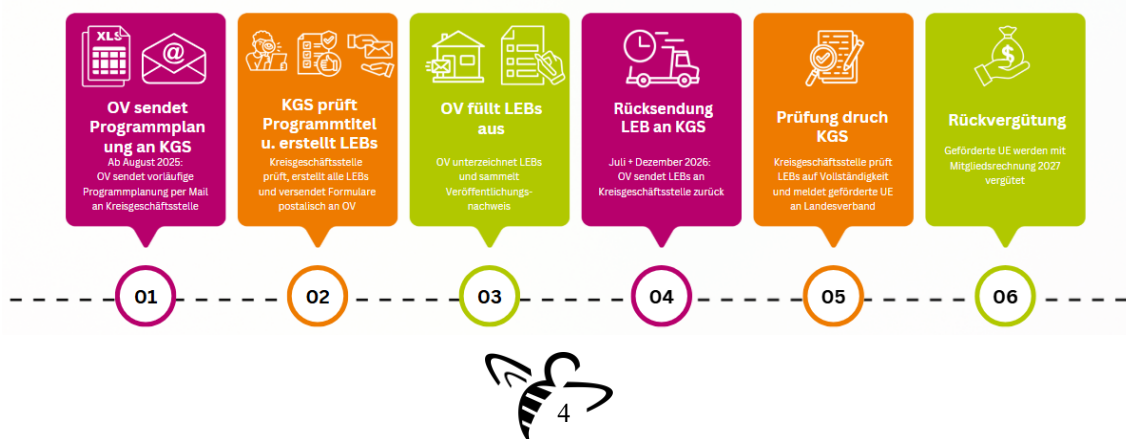 XLS
@
OV sendet
Programmplan
ung an KGS
Ab August 2025:
OV sendet vorläufige
Programmplanung per Mail
an Kreisgeschäftsstelle
KGS prüft
Programmtitel
u. erstellt LEBs
Kreisgeschäftsstelle
prüft, erstellt alle LEBs
und versendet Formulare
postalisch an OV
OV füllt LEBs
aus
OV unterzeichnet LEBs
und sammelt
Veröffentlichungs-
nachweis
Rücksendung
LEB an KGS
Juli + Dezember 2026:
OV sendet LEBs an
Kreisgeschäftsstelle zurück
Prüfung druch
KGS
Kreisgeschäftsstelle prüft
LEBs auf Vollständigkeit
und meldet geförderte UE
an Landesverband
$
Rückvergütung
Geförderte UE werden mit
Mitgliedsrechnung 2027
vergütet
01
02
03
04
05
06
4